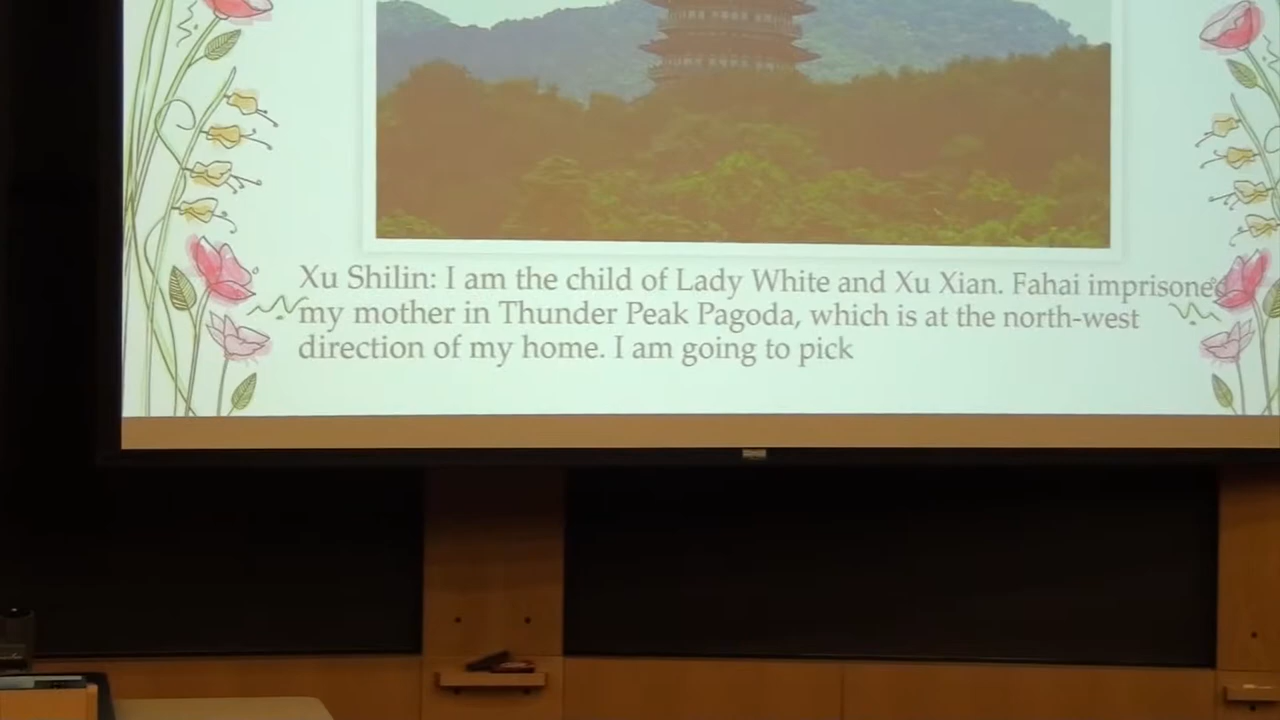 Xu Shilin: I am the child of Lady White and Xu Xian. Fahai imprisoned
my mother in Thunder Peak Pagoda, which is at the north-west
direction of my home. I am going to pick